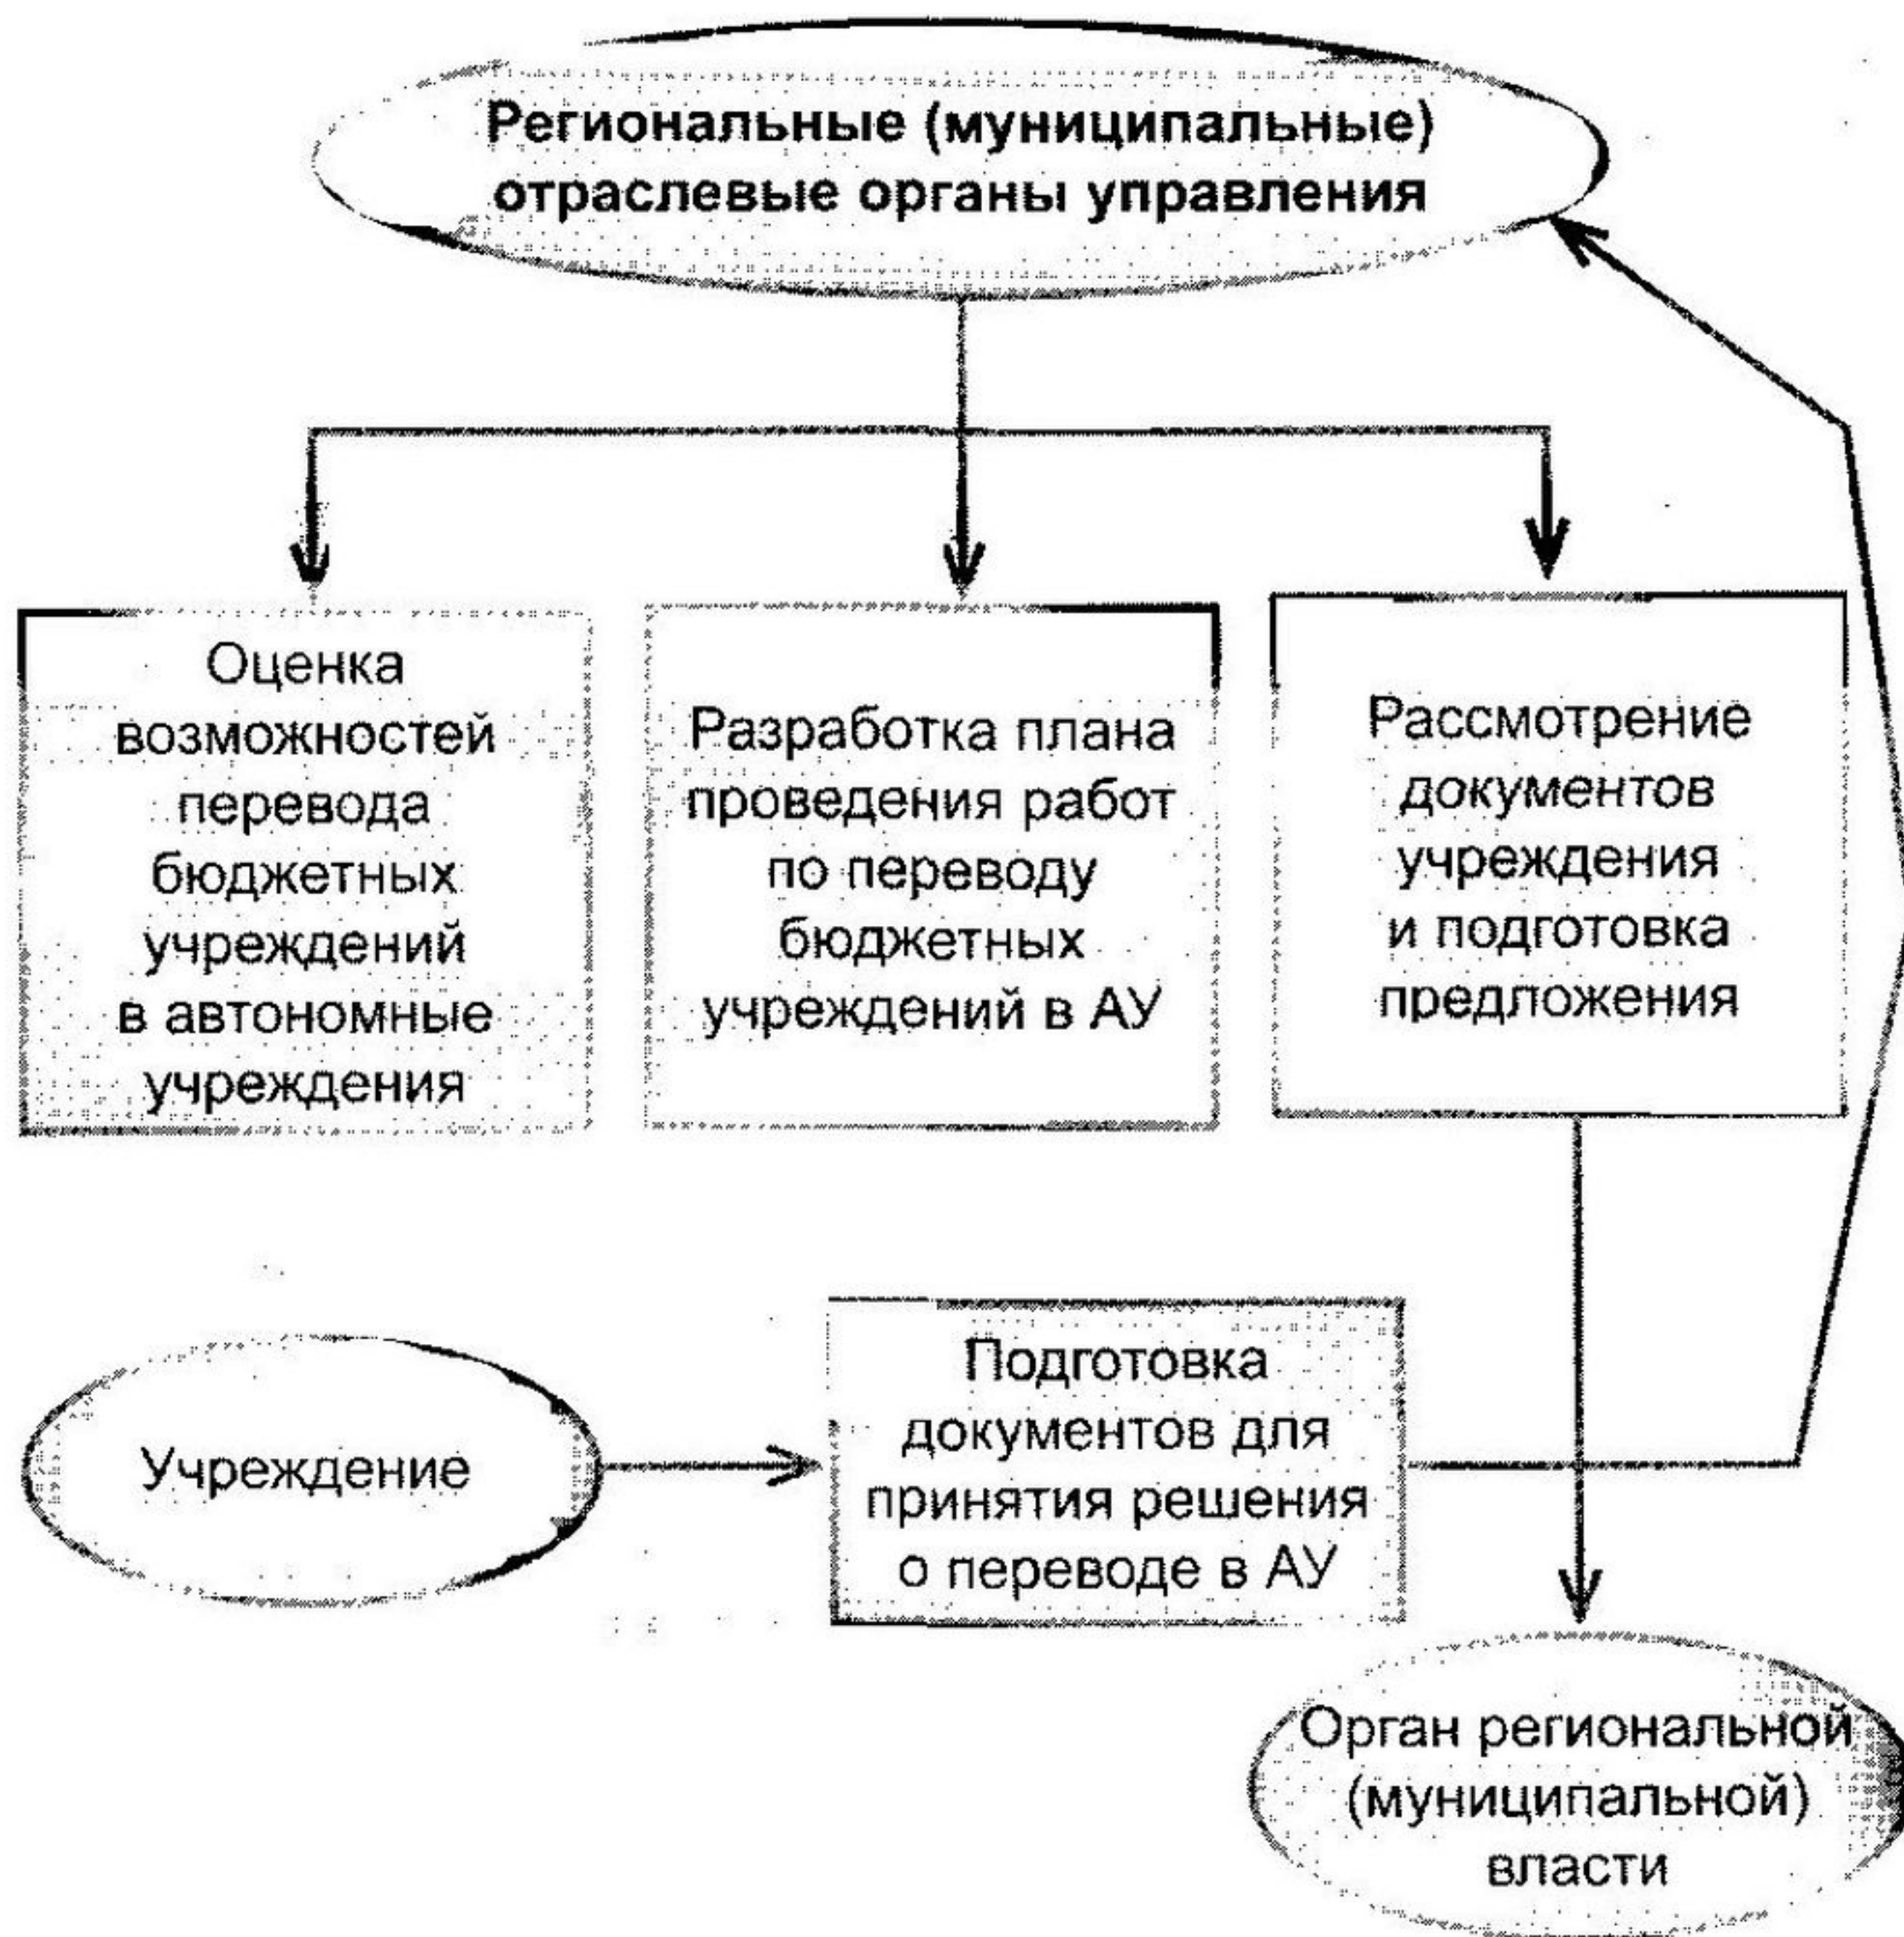 Региональные (муниципальные)
отраслевые органы управления
Оценка
возможностей
перевода
бюджетных
учреждений
в автономные
учреждения
Разработка плана
проведения работ
по переводу
бюджетных
учреждений в АУ
Рассмотрение
документов
учреждения
и подготовка
предложения
Учреждение
Подготовка
документов для
принятия решения
о переводе в АУ
Орган региональной
(муниципальной)
власти